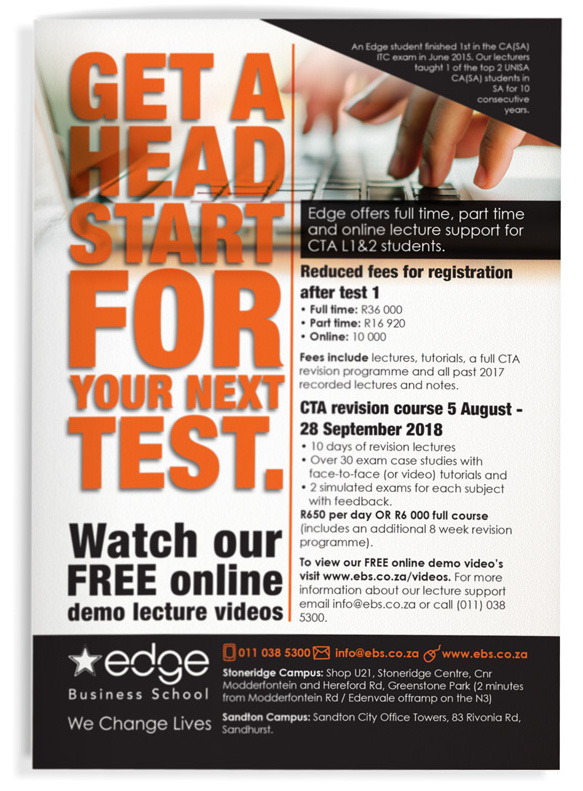 GET A
HEAD
START
FOR
YOUR NEXT
TEST.
Watch our
FREE online
demo lecture videos
An Edge student finished 1st in the CA(SA)
ITC exam in June 2015. Our lecturers
taught 1 of the top 2 UNISA
CA(SA) students in
SA for 10
consecutive
years.
Edge offers full time, part time
and online lecture support for
CTA L1&2 students.
Reduced fees for registration
after test 1
• Full time: R36 000
• Part time: R16 920
• Online: 10 000
Fees include lectures, tutorials, a full CTA
revision programme and all past 2017
recorded lectures and notes.
CTA revision course 5 August -
28 September 2018
• 10 days of revision lectures
• Over 30 exam case studies with
face-to-face (or video) tutorials and
• 2 simulated exams for each subject
with feedback.
R650 per day OR R6 000 full course
(includes an additional 8 week revision
programme).
To view our FREE online demo video's
visit www.ebs.co.za/videos. For more
information about our lecture support
email info@ebs.co.za or call (011) 038
5300.
edge
Business School
We Change Lives
011 038 5300 info@ebs.co.za www.ebs.co.za
Stoneridge Campus: Shop U21, Stoneridge Centre, Cnr
Modderfontein and Hereford Rd, Greenstone Park (2 minutes
from Modderfontein Rd / Edenvale offramp on the N3)
Sandton Campus: Sandton City Office Towers, 83 Rivonia Rd,
Sandhurst.